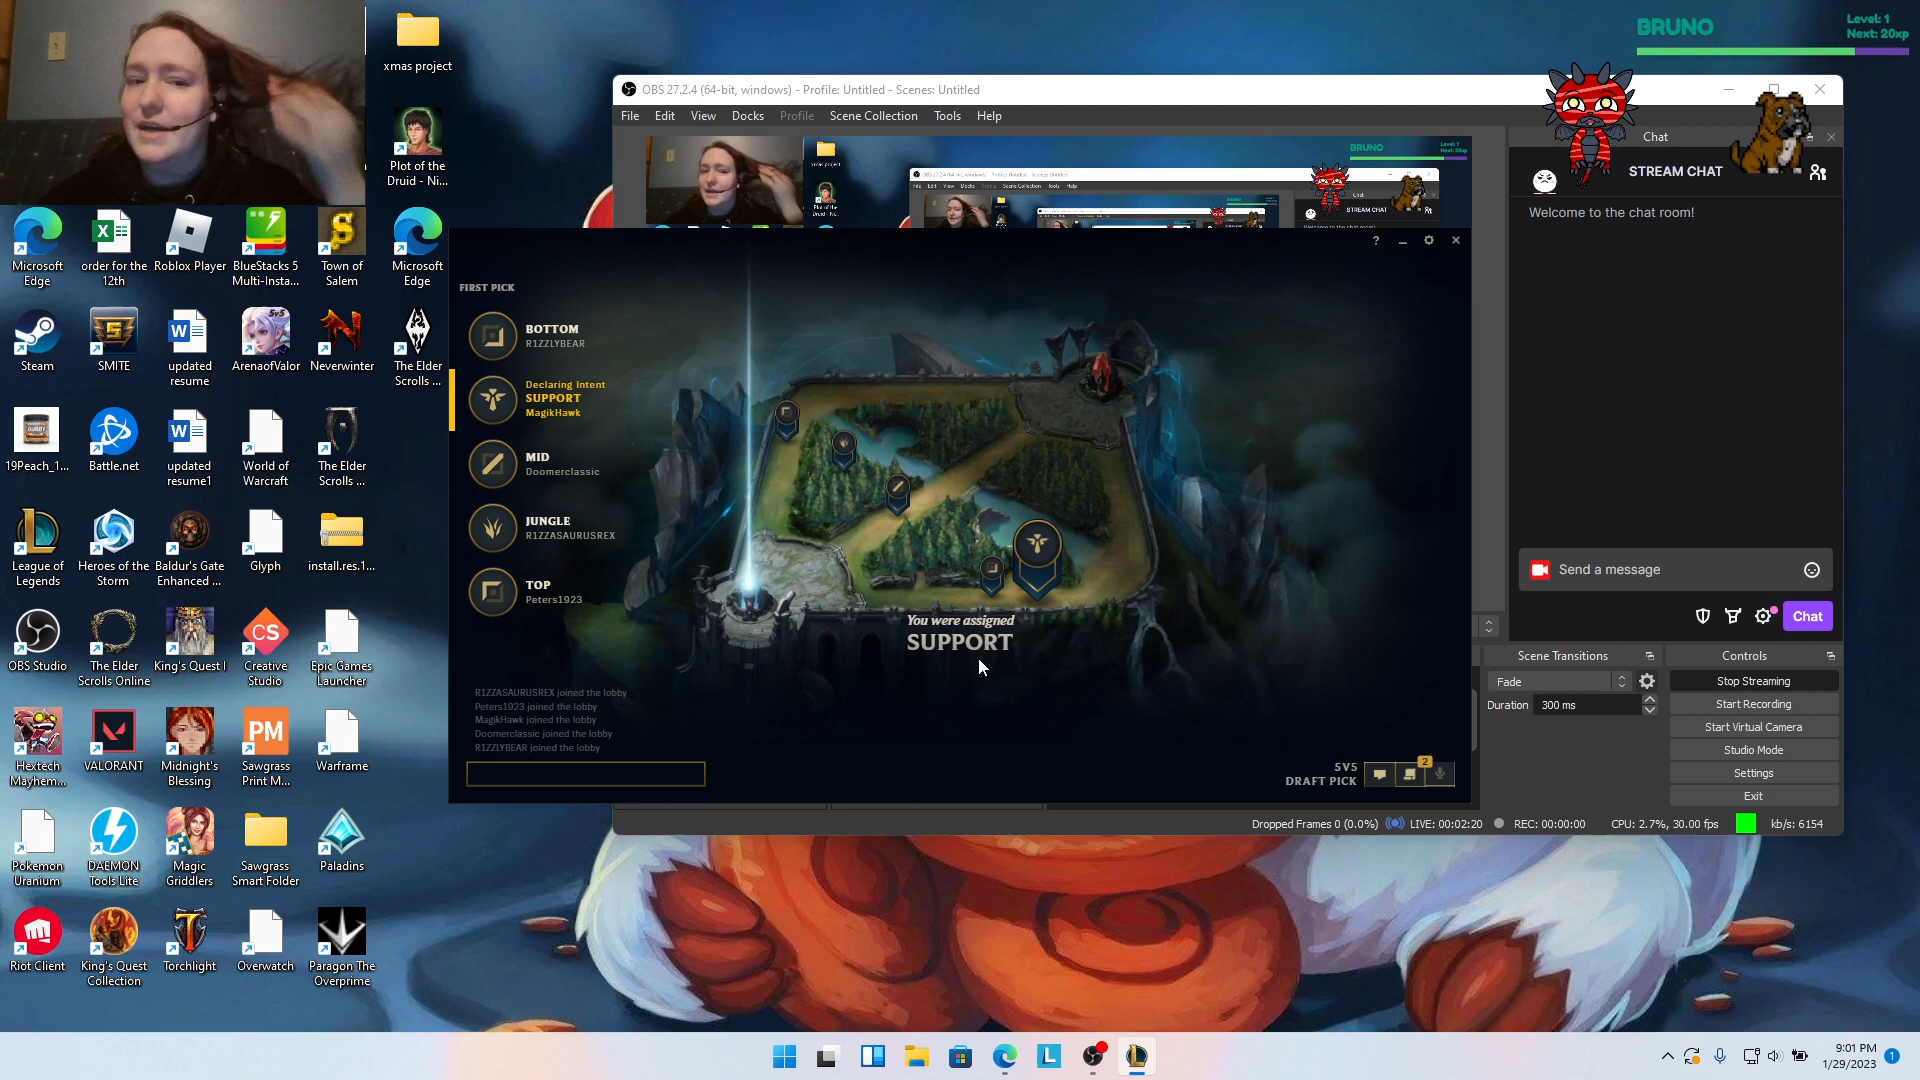 xmas project
Plot of the
Druid - Ni...
Microsoft
Edge
order for the
12th
Roblox Player
BlueStacks 5
Multi-Insta...
Town of
Salem
Microsoft
Edge
Steam
SMITE
updated
resume
ArenaofValor
Neverwinter
The Elder
Scrolls ...
19Peach_1...
Battle.net
updated
resume1
World of
Warcraft
The Elder
Scrolls ...
League of
Legends
Heroes of the
Storm
Baldur's Gate
Enhanced ...
Glyph
install.res.1...
OBS Studio
The Elder
Scrolls Online
King's Quest I
Creative
Studio
Epic Games
Launcher
Hextech
Mayhem...
VALORANT
Midnight's
Blessing
Sawgrass
Print M...
Warframe
Pokemon
Uranium
DAEMON
Tools Lite
Magic
Griddlers
Sawgrass
Smart Folder
Paladins
Riot Client
King's Quest
Collection
Torchlight
Overwatch
Paragon The
Overprime
BRUNO
Level: 1
Next: 20xp
OBS 27.2.4 (64-bit, windows) - Profile: Untitled - Scenes: Untitled
File Edit View Docks Profile Scene Collection Tools Help
Chat
STREAM CHAT
Welcome to the chat room!
Send a message
Chat
FIRST PICK
BOTTOM
R1ZZLYBEAR
Declaring Intent
SUPPORT
MagikHawk
MID
Doomerclassic
JUNGLE
R1ZZASAURUSREX
TOP
Peters1923
You were assigned
SUPPORT
R1ZZASAURUSREX joined the lobby
Peters1923 joined the lobby
MagikHawk joined the lobby
Doomerclassic joined the lobby
R1ZZLYBEAR joined the lobby
5V5
DRAFT PICK
2
Scene Transitions
Fade
Duration 300 ms
Controls
Stop Streaming
Start Recording
Start Virtual Camera
Studio Mode
Settings
Exit
Dropped Frames 0 (0.0%) LIVE: 00:02:20 REC: 00:00:00 CPU: 2.7%, 30.00 fps kb/s: 6154
9:01 PM
1/29/2023
1